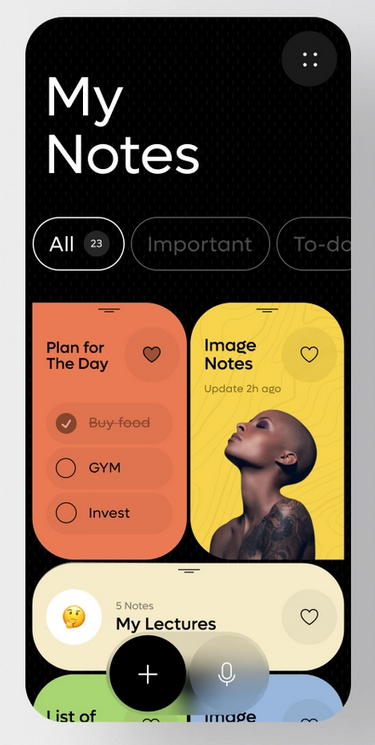 My
Notes
All 23
Important
To-do
Plan for
The Day
Buy food
GYM
Invest
Image
Notes
Update 2h ago
5 Notes
My Lectures
List of
Image